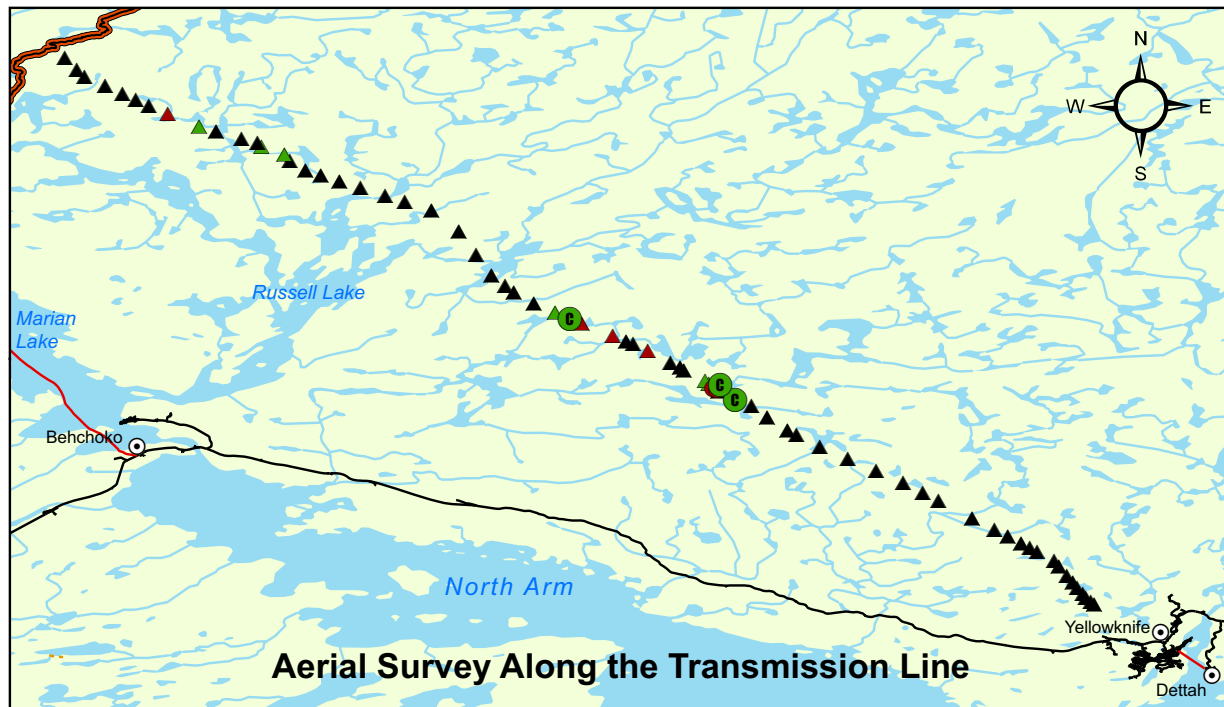 N
W
E
S
Russell Lake
Marian
Lake
C
C
C
Behchoko
North Arm
Yellowknife
Aerial Survey Along the Transmission Line
Dettah